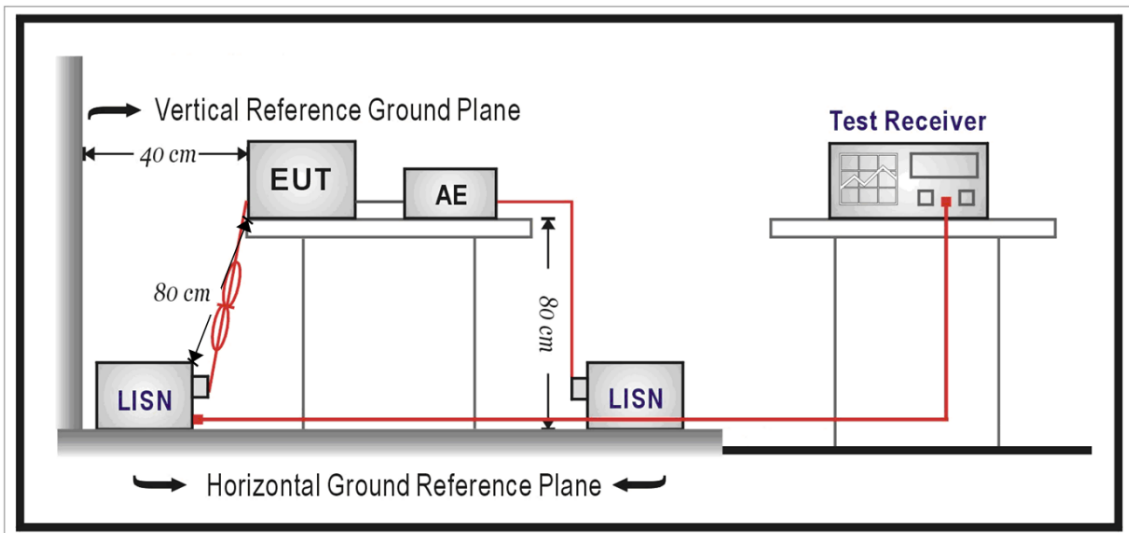 Vertical Reference Ground Plane
40 cm
EUT
AE
Test Receiver
80 cm
80 cm
LISN
LISN
Horizontal Ground Reference Plane